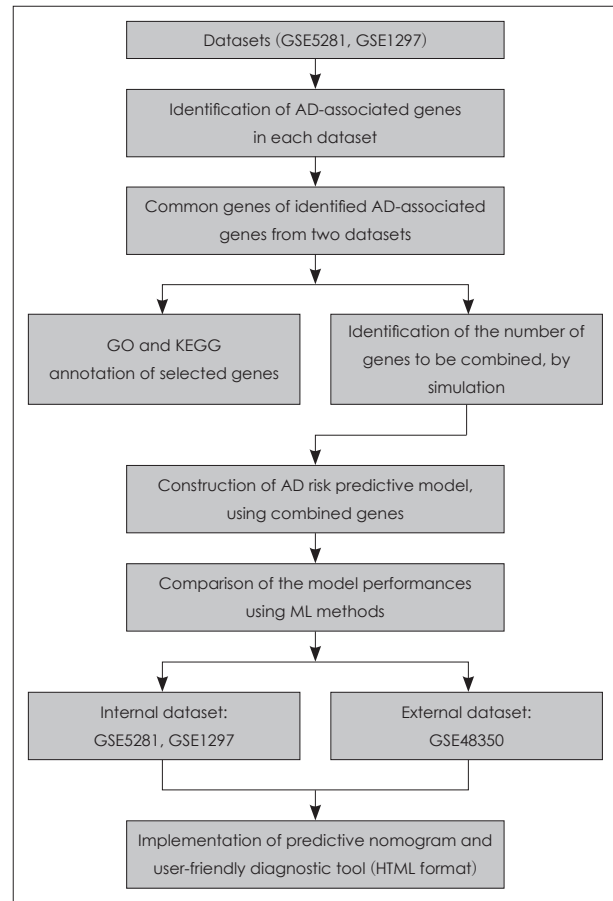 Datasets (GSE5281, GSE1297)
Identification of AD-associated genes
in each dataset
Common genes of identified AD-associated
genes from two datasets
GO and KEGG
annotation of selected genes
Identification of the number of
genes to be combined, by
simulation
Construction of AD risk predictive model,
using combined genes
Comparison of the model performances
using ML methods
Internal dataset:
GSE5281, GSE1297
External dataset:
GSE48350
Implementation of predictive nomogram and
user-friendly diagnostic tool (HTML format)